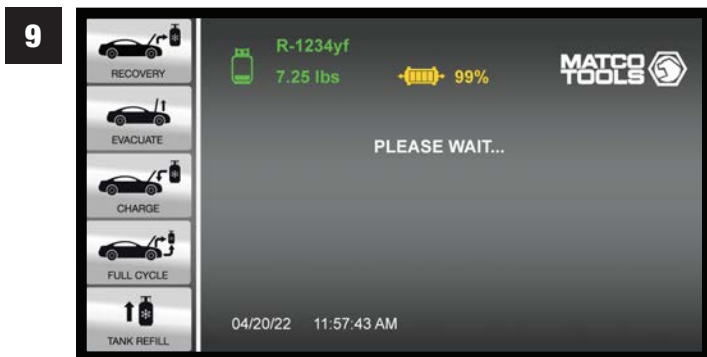 9
RECOVERY
EVACUATE
CHARGE
FULL CYCLE
TANK REFILL
R-1234yf
7.25 lbs
99%
MATCO
TOOLS
PLEASE WAIT...
04/20/22 11:57:43 AM